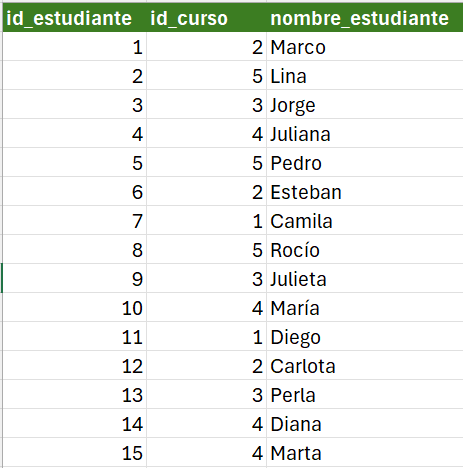 id_estudiante id_curso nombre_estudiante
1 2 Marco
2 5 Lina
3 3 Jorge
4 4 Juliana
5 5 Pedro
6 2 Esteban
7 1 Camila
8 5 Rocío
9 3 Julieta
10 4 María
11 1 Diego
12 2 Carlota
13 3 Perla
14 4 Diana
15 4 Marta